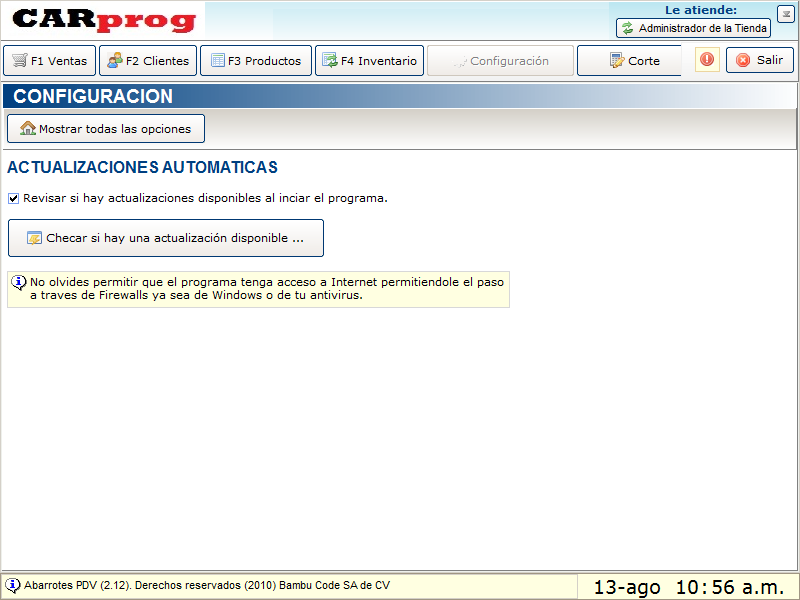 CARprog
Le atiende:
Administrador de la Tienda
F1 Ventas
F2 Clientes
F3 Productos
F4 Inventario
Configuración
Corte
Salir
CONFIGURACION
Mostrar todas las opciones
ACTUALIZACIONES AUTOMATICAS
Revisar si hay actualizaciones disponibles al inciar el programa.
Checar si hay una actualización disponible ...
No olvides permitir que el programa tenga acceso a Internet permitiendole el paso
a traves de Firewalls ya sea de Windows o de tu antivirus.
Abarrotes PDV (2.12). Derechos reservados (2010) Bambu Code SA de CV
13-ago 10:56 a.m.